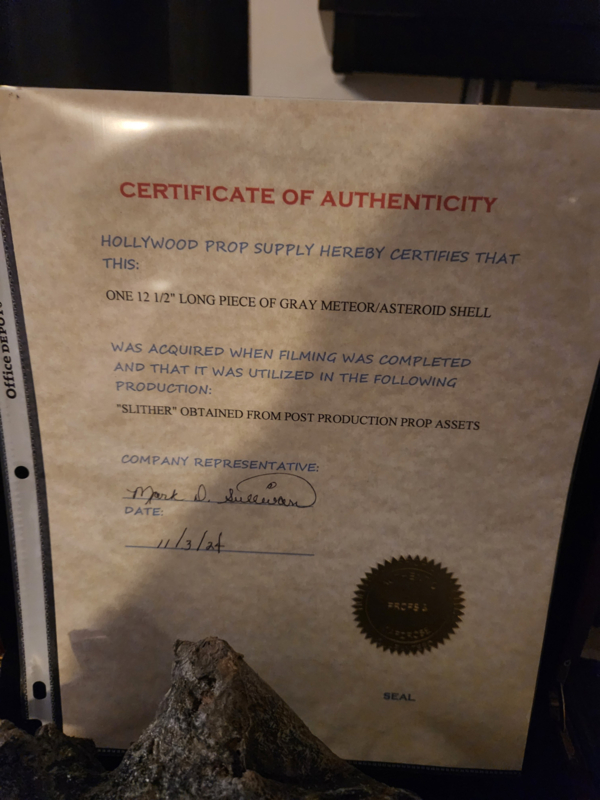 CERTIFICATE OF AUTHENTICITY
HOLLYWOOD PROP SUPPLY HEREBY CERTIFIES THAT
THIS:
ONE 12 1/2" LONG PIECE OF GRAY METEOR/ASTEROID SHELL
WAS ACQUIRED WHEN FILMING WAS COMPLETED
AND THAT IT WAS UTILIZED IN THE FOLLOWING
PRODUCTION:
"SLITHER" OBTAINED FROM POST PRODUCTION PROP ASSETS
COMPANY REPRESENTATIVE:
Mark D. Sullivan
DATE:
11/3/24
SEAL
Office DEPOT